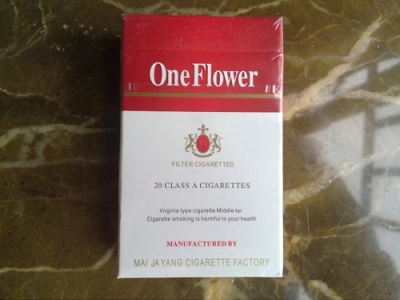 One Flower
FILTER CIGARETTES
20 CLASS A CIGARETTES
Virginia type cigarette Middle tar
Cigarette smoking is harmful to your health
MANUFACTURED BY
MAI JA YANG CIGARETTE FACTORY